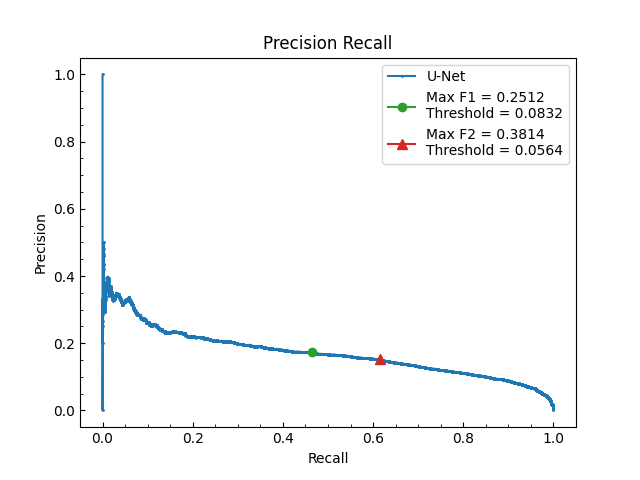 Precision Recall
U-Net
Max F1 = 0.2512
Threshold = 0.0832
Max F2 = 0.3814
Threshold = 0.0564
Precision
1.0
0.8
0.6
0.4
0.2
0.0
0.0 0.2 0.4 0.6 0.8 1.0
Recall